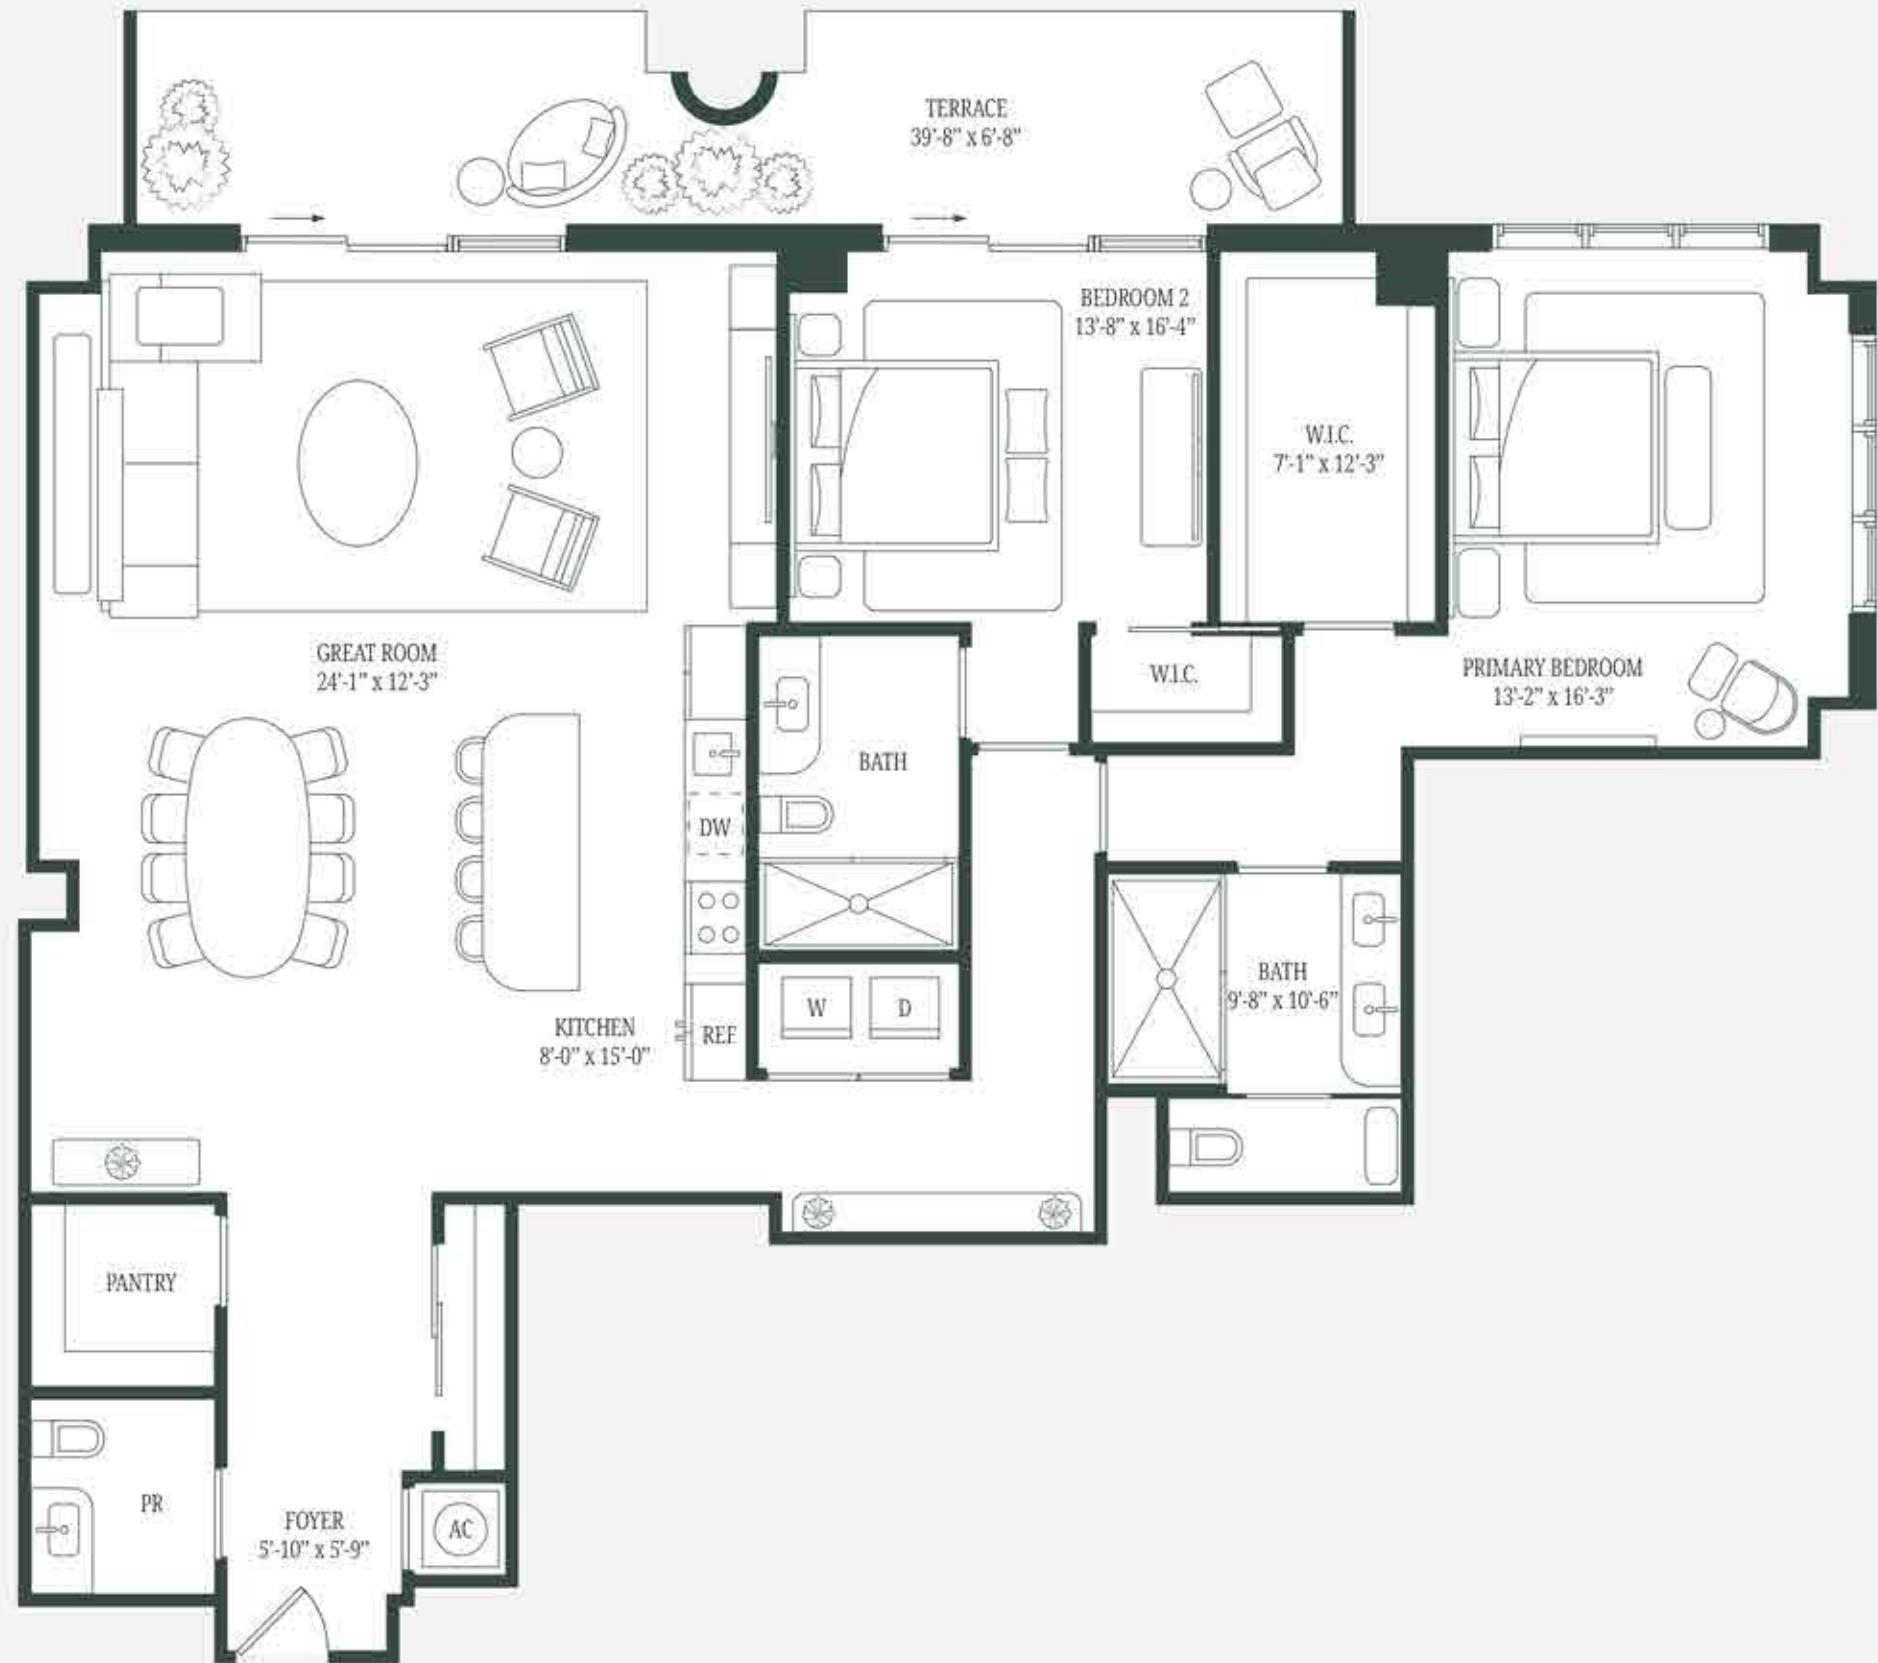 TERRACE
39'-8" x 6'-8"
BEDROOM 2
13'-8" x 16'-4"
W.I.C.
7'-1" x 12'-3"
GREAT ROOM
24'-1" x 12'-3"
W.I.C.
PRIMARY BEDROOM
13'-2" x 16'-3"
BATH
DW
BATH
9'-8" x 10'-6"
W
D
KITCHEN
8'-0" x 15'-0"
REF
PANTRY
PR
FOYER
5'-10" x 5'-9"
AC